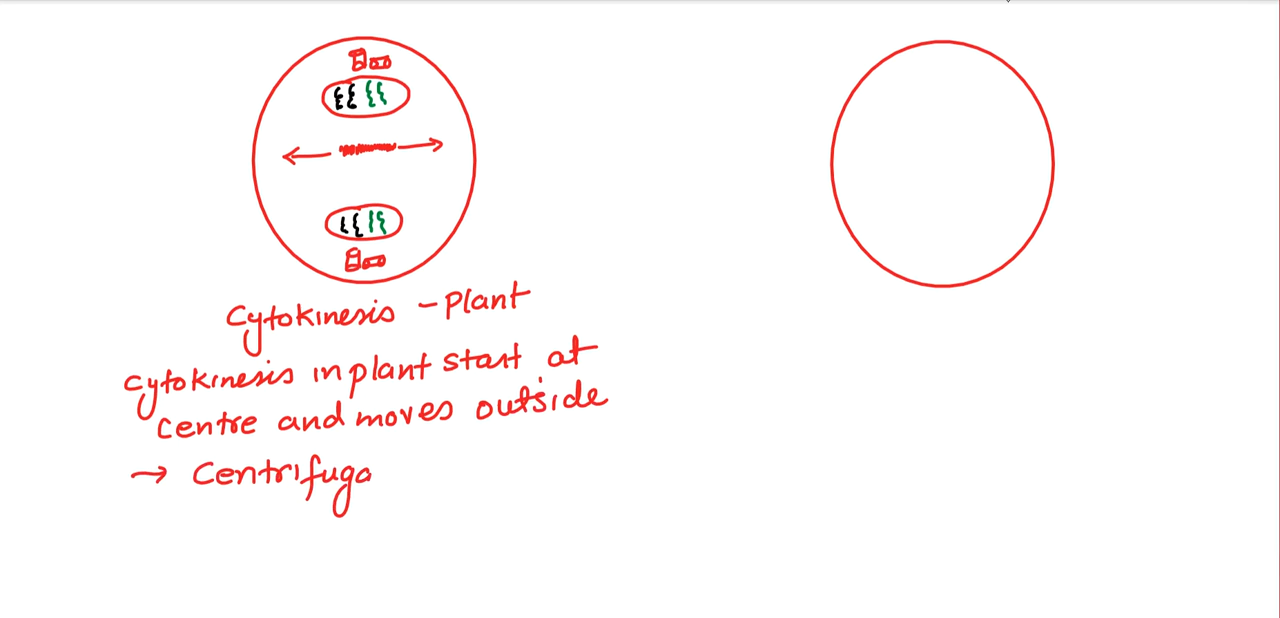 Cytokinesis - Plant
Cytokinesis in plant start at
centre and moves outside
→ Centrifuga